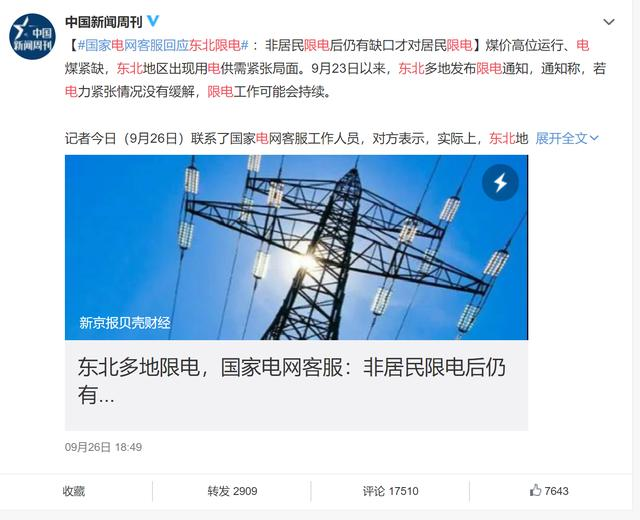 中国
新闻周刊
中国新闻周刊
【#国家电网客服回应东北限电# ：非居民限电后仍有缺口才对居民限电】煤价高位运行、电
煤紧缺，东北地区出现用电供需紧张局面。9月23日以来，东北多地发布限电通知，通知称，若
电力紧张情况没有缓解，限电工作可能会持续。
记者今日（9月26日）联系了国家电网客服工作人员，对方表示，实际上，东北地 展开全文
新京报贝壳财经
东北多地限电，国家电网客服：非居民限电后仍
有...
09月26日 18:49
收藏 转发 2909 评论 17510 7643